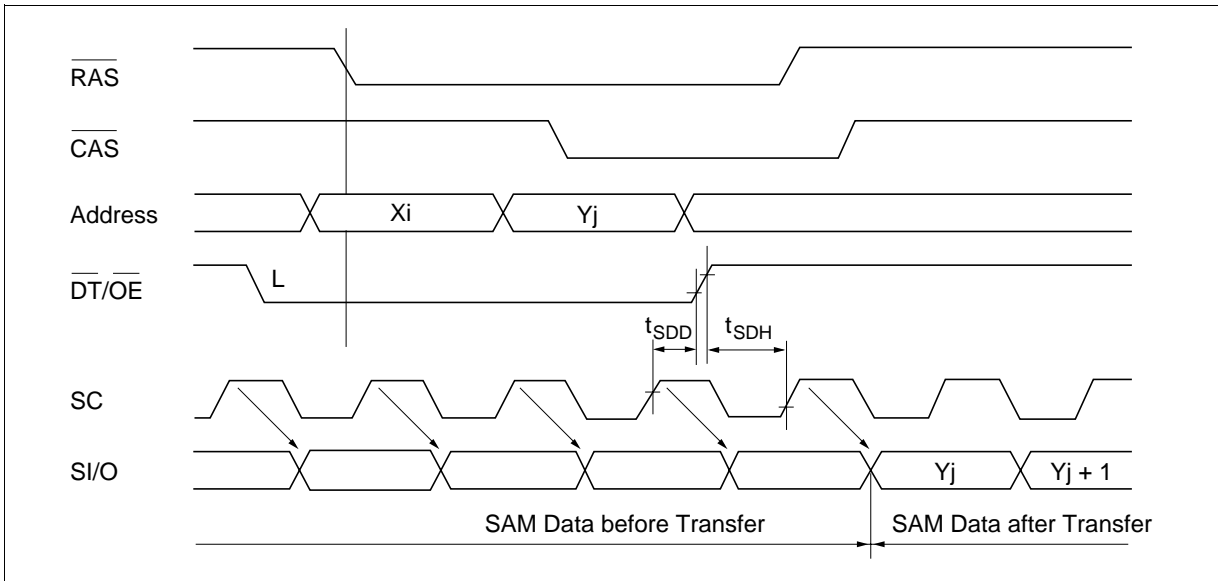 RAS
CAS
Address
Xi
Yj
DT/OE
L
tSDD
tSDH
SC
SI/O
Yj
Yj + 1
SAM Data before Transfer
SAM Data after Transfer